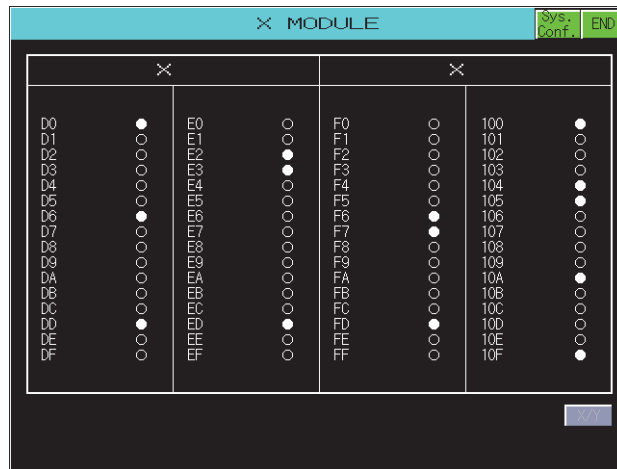 X MODULE
Sys. Conf.
END
X X
D0 E0 F0 100
D1 E1 F1 101
D2 E2 F2 102
D3 E3 F3 103
D4 E4 F4 104
D5 E5 F5 105
D6 E6 F6 106
D7 E7 F7 107
D8 E8 F8 108
D9 E9 F9 109
DA EA FA 10A
DB EB FB 10B
DC EC FC 10C
DD ED FD 10D
DE EE FE 10E
DF EF FF 10F
X/Y